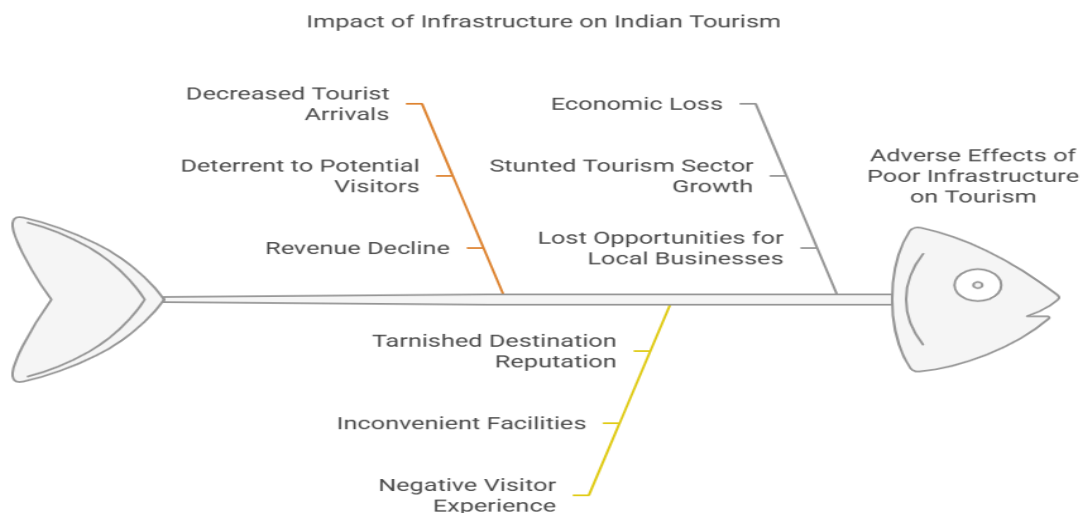 Impact of Infrastructure on Indian Tourism
Decreased Tourist
Arrivals
Deterrent to Potential
Visitors
Revenue Decline
Economic Loss
Stunted Tourism Sector
Growth
Lost Opportunities for
Local Businesses
Adverse Effects of
Poor Infrastructure
on Tourism
Tarnished Destination
Reputation
Inconvenient Facilities
Negative Visitor
Experience